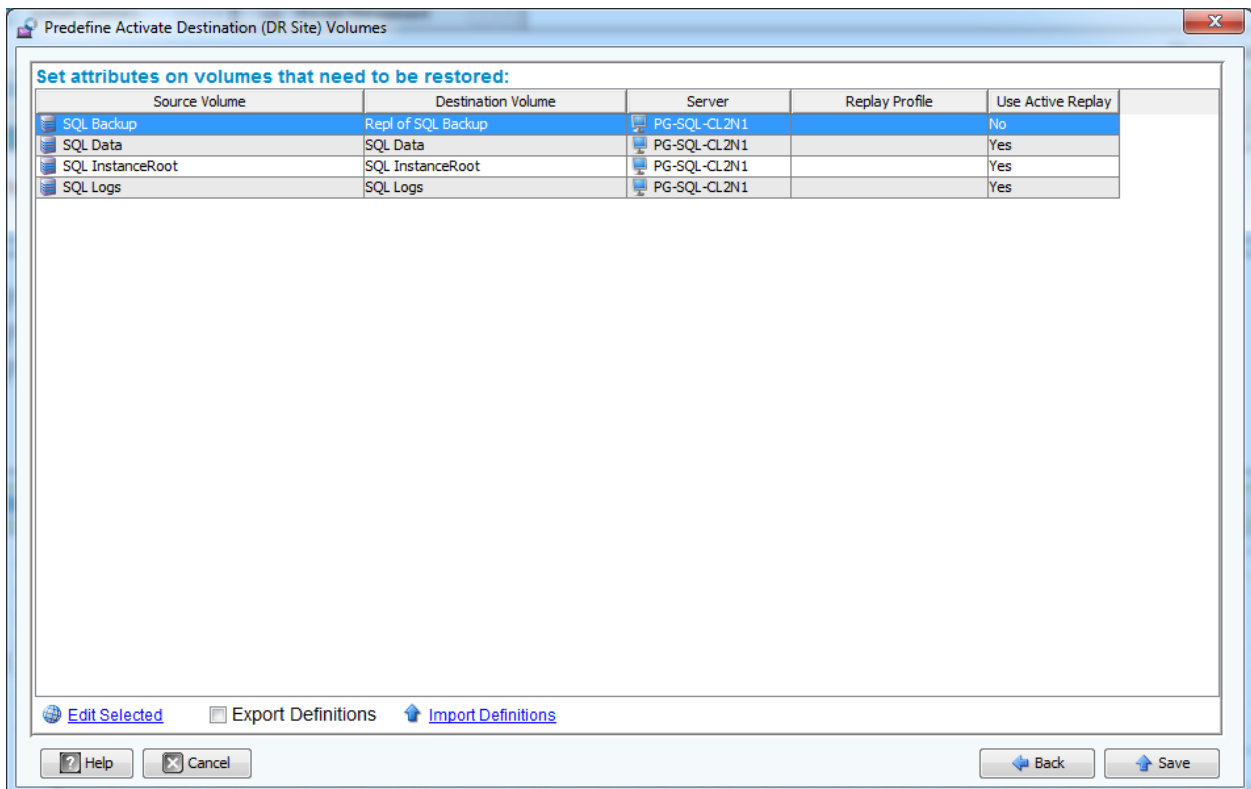 Predefine Activate Destination (DR Site) Volumes
Set attributes on volumes that need to be restored:
Source Volume Destination Volume Server Replay Profile Use Active Replay
SQL Backup Repl of SQL Backup PG-SQL-CL2N1 No
SQL Data SQL Data PG-SQL-CL2N1 Yes
SQL InstanceRoot SQL InstanceRoot PG-SQL-CL2N1 Yes
SQL Logs SQL Logs PG-SQL-CL2N1 Yes
Edit Selected Export Definitions Import Definitions
Help Cancel Back Save